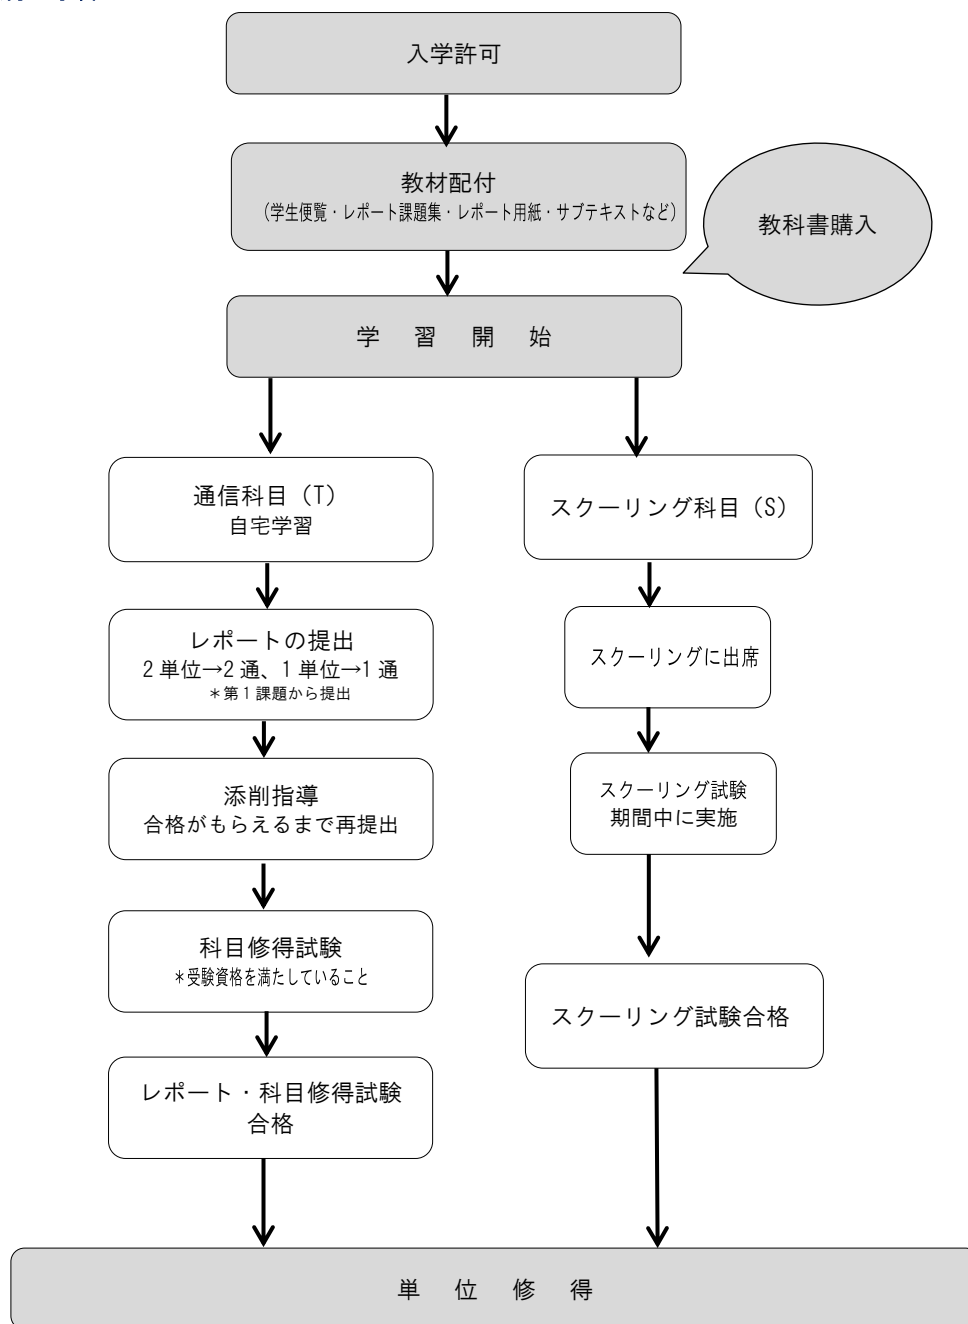 入学許可
教材配付
（学生便覧・レポート課題集・レポート用紙・サブテキストなど）
教科書購入
学 習 開 始
通信科目（T）
自宅学習
スクーリング科目（S）
レポートの提出
2単位→2通、1単位→1通
＊第1課題から提出
スクーリングに出席
添削指導
合格がもらえるまで再提出
スクーリング試験
期間中に実施
科目修得試験
＊受験資格を満たしていること
スクーリング試験合格
レポート・科目修得試験
合格
単 位 修 得